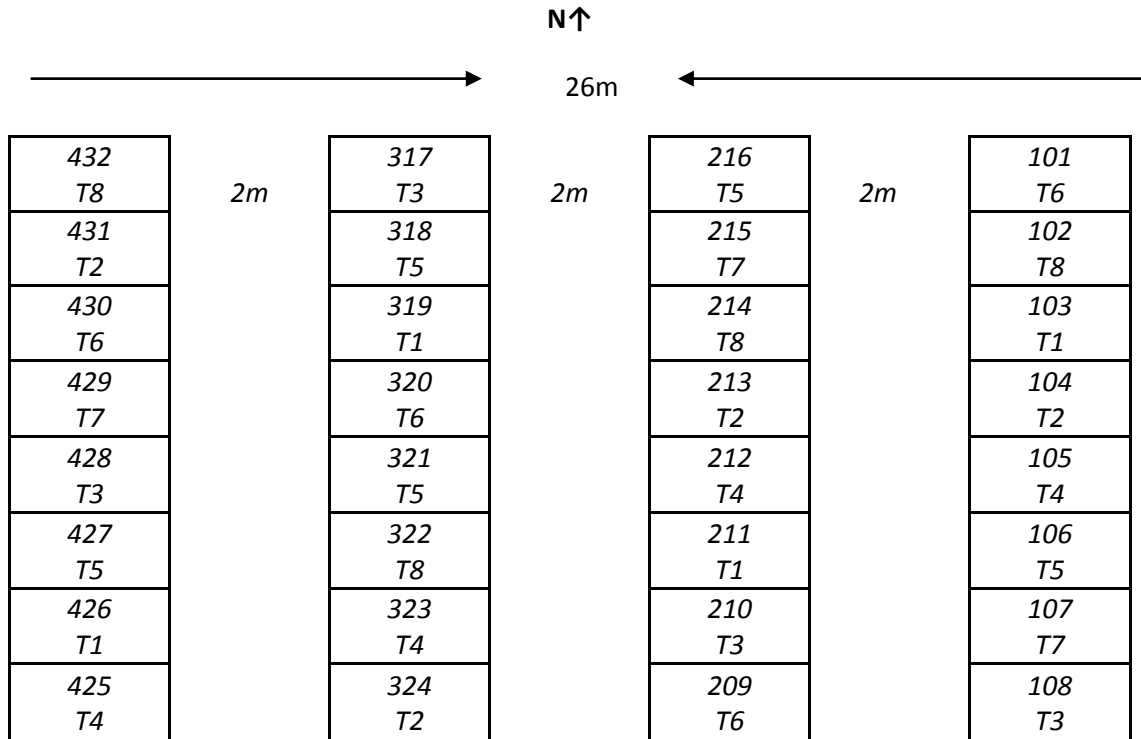 N↑
26m
432 317 216 101
T8 2m T3 2m T5 2m T6
431 318 215 102
T2 T5 T7 T8
430 319 214 103
T6 T1 T8 T1
429 320 213 104
T7 T6 T2 T2
428 321 212 105
T3 T5 T4 T4
427 322 211 106
T5 T8 T1 T5
426 323 210 107
T1 T4 T3 T7
425 324 209 108
T4 T2 T6 T3